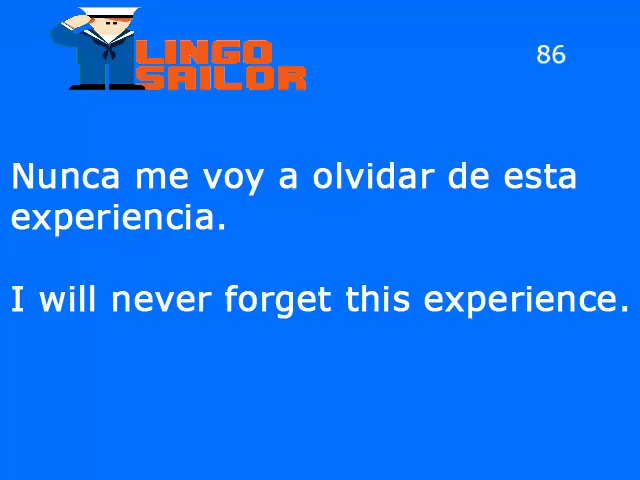 LINGO
SAILOR
86
Nunca me voy a olvidar de esta
experiencia.
I will never forget this experience.